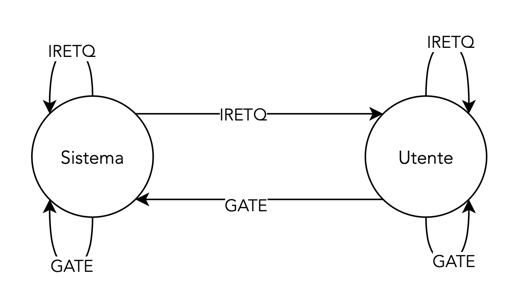 IRETQ
IRETQ
IRETQ
Sistema
Utente
GATE
GATE
GATE